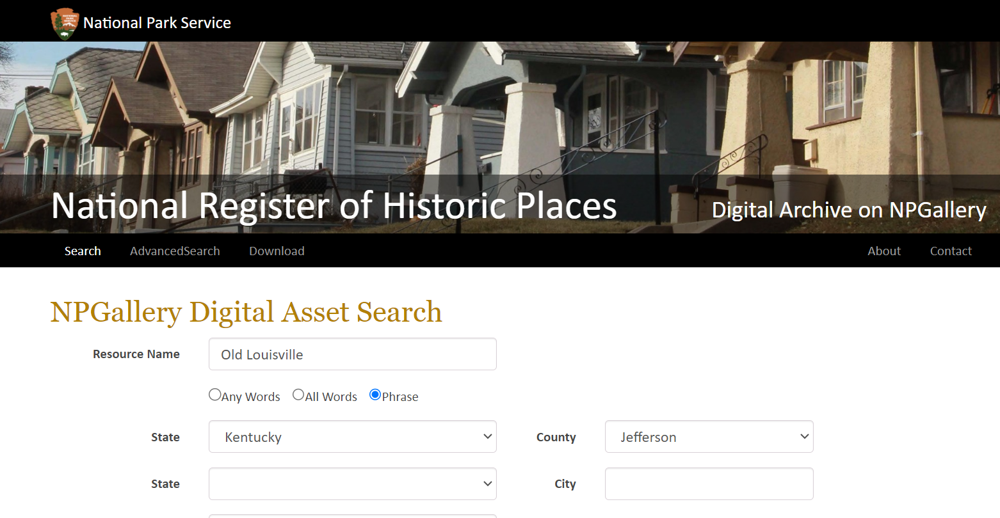 National Park Service
National Register of Historic Places
Digital Archive on NPGallery
Search AdvancedSearch Download About Contact
NPGallery Digital Asset Search
Resource Name Old Louisville
Any Words All Words Phrase
State Kentucky County Jefferson
State City